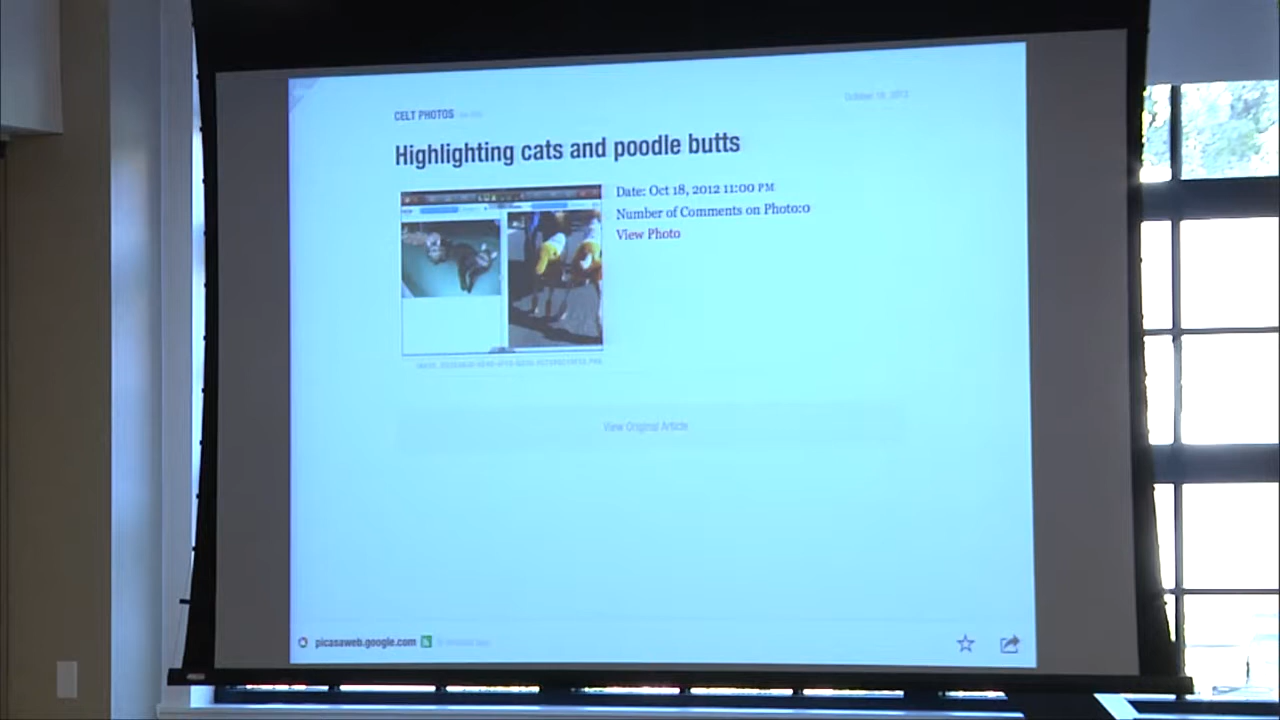 CELT PHOTOS
Highlighting cats and poodle butts
Date: Oct 18, 2012 11:00 PM
Number of Comments on Photo:0
View Photo
View Original Article
picasaweb.google.com